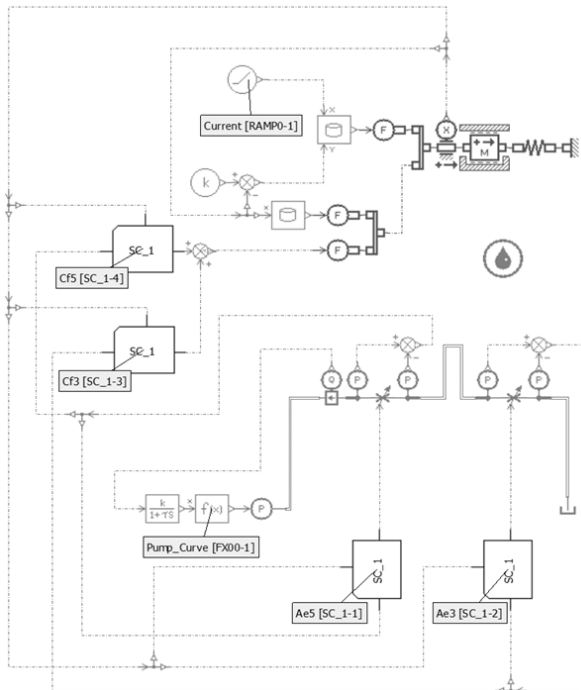 X
Current [RAMP0-1]
F
X
Y
M
k
+
-
X
F
F
SC_1
+
+
Cf5 [SC_1-4]
SC_1
Cf3 [SC_1-3]
+
-
+
-
Q
P
P
P
P
k
1+τS
X
f(x)
P
Pump_Curve [FX00-1]
SC_1
SC_1
Ae5 [SC_1-1]
Ae3 [SC_1-2]